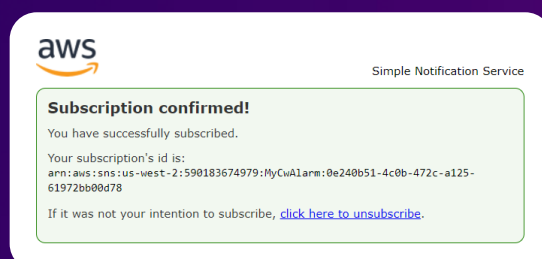 aws
Simple Notification Service
Subscription confirmed!
You have successfully subscribed.
Your subscription's id is:
arn:aws:sns:us-west-2:590183674979:MyCwAlarm:0e240b51-4c0b-472c-a125-
61972bb00d78
If it was not your intention to subscribe, click here to unsubscribe.